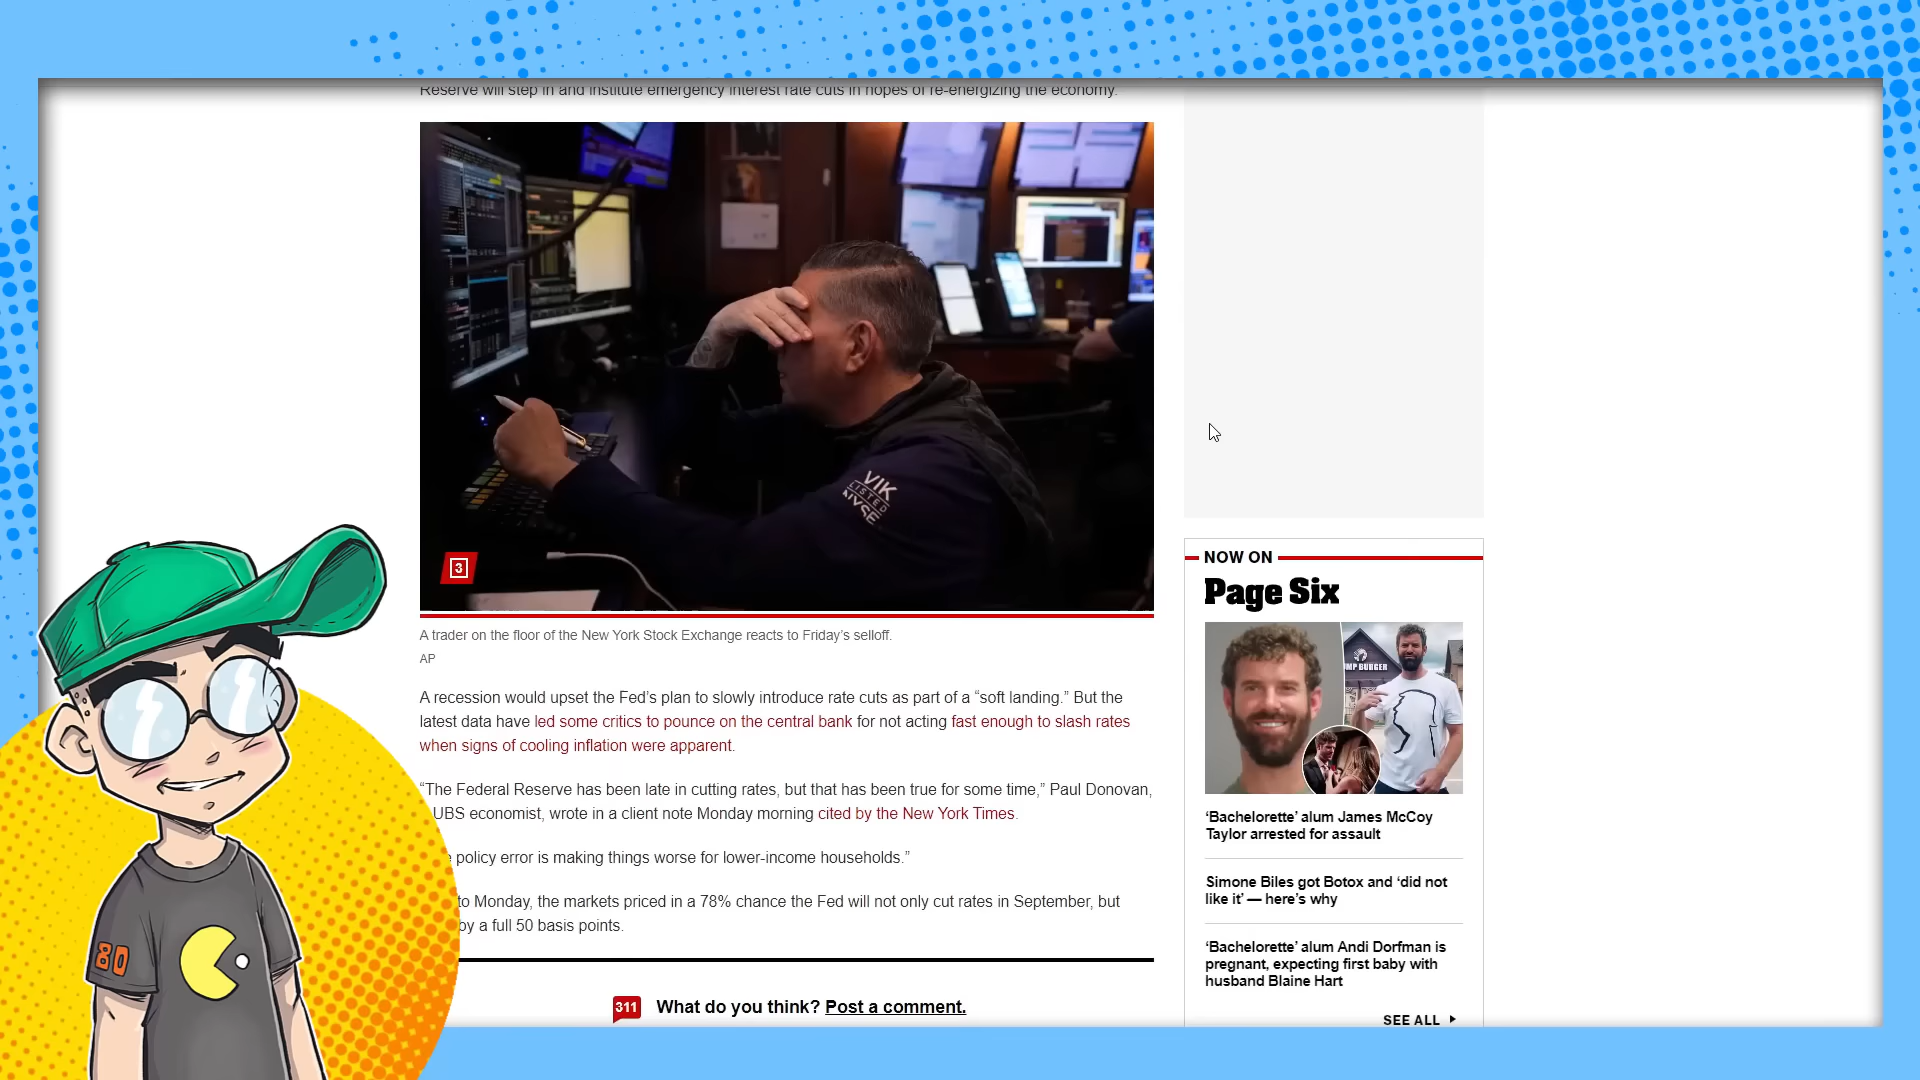 Reserve will step in and institute emergency interest rate cuts in hopes of re-energizing the economy.
VIK
LISTED
NYSE
3
A trader on the floor of the New York Stock Exchange reacts to Friday's selloff.
AP
A recession would upset the Fed's plan to slowly introduce rate cuts as part of a “soft landing.” But the
latest data have led some critics to pounce on the central bank for not acting fast enough to slash rates
when signs of cooling inflation were apparent.
“The Federal Reserve has been late in cutting rates, but that has been true for some time,” Paul Donovan,
UBS economist, wrote in a client note Monday morning cited by the New York Times.
policy error is making things worse for lower-income households.”
to Monday, the markets priced in a 78% chance the Fed will not only cut rates in September, but
by a full 50 basis points.
311
What do you think? Post a comment.
NOW ON
Page Six
MP BURGER
‘Bachelorette’ alum James McCoy
Taylor arrested for assault
Simone Biles got Botox and ‘did not
like it’ — here’s why
‘Bachelorette’ alum Andi Dorfman is
pregnant, expecting first baby with
husband Blaine Hart
SEE ALL
80